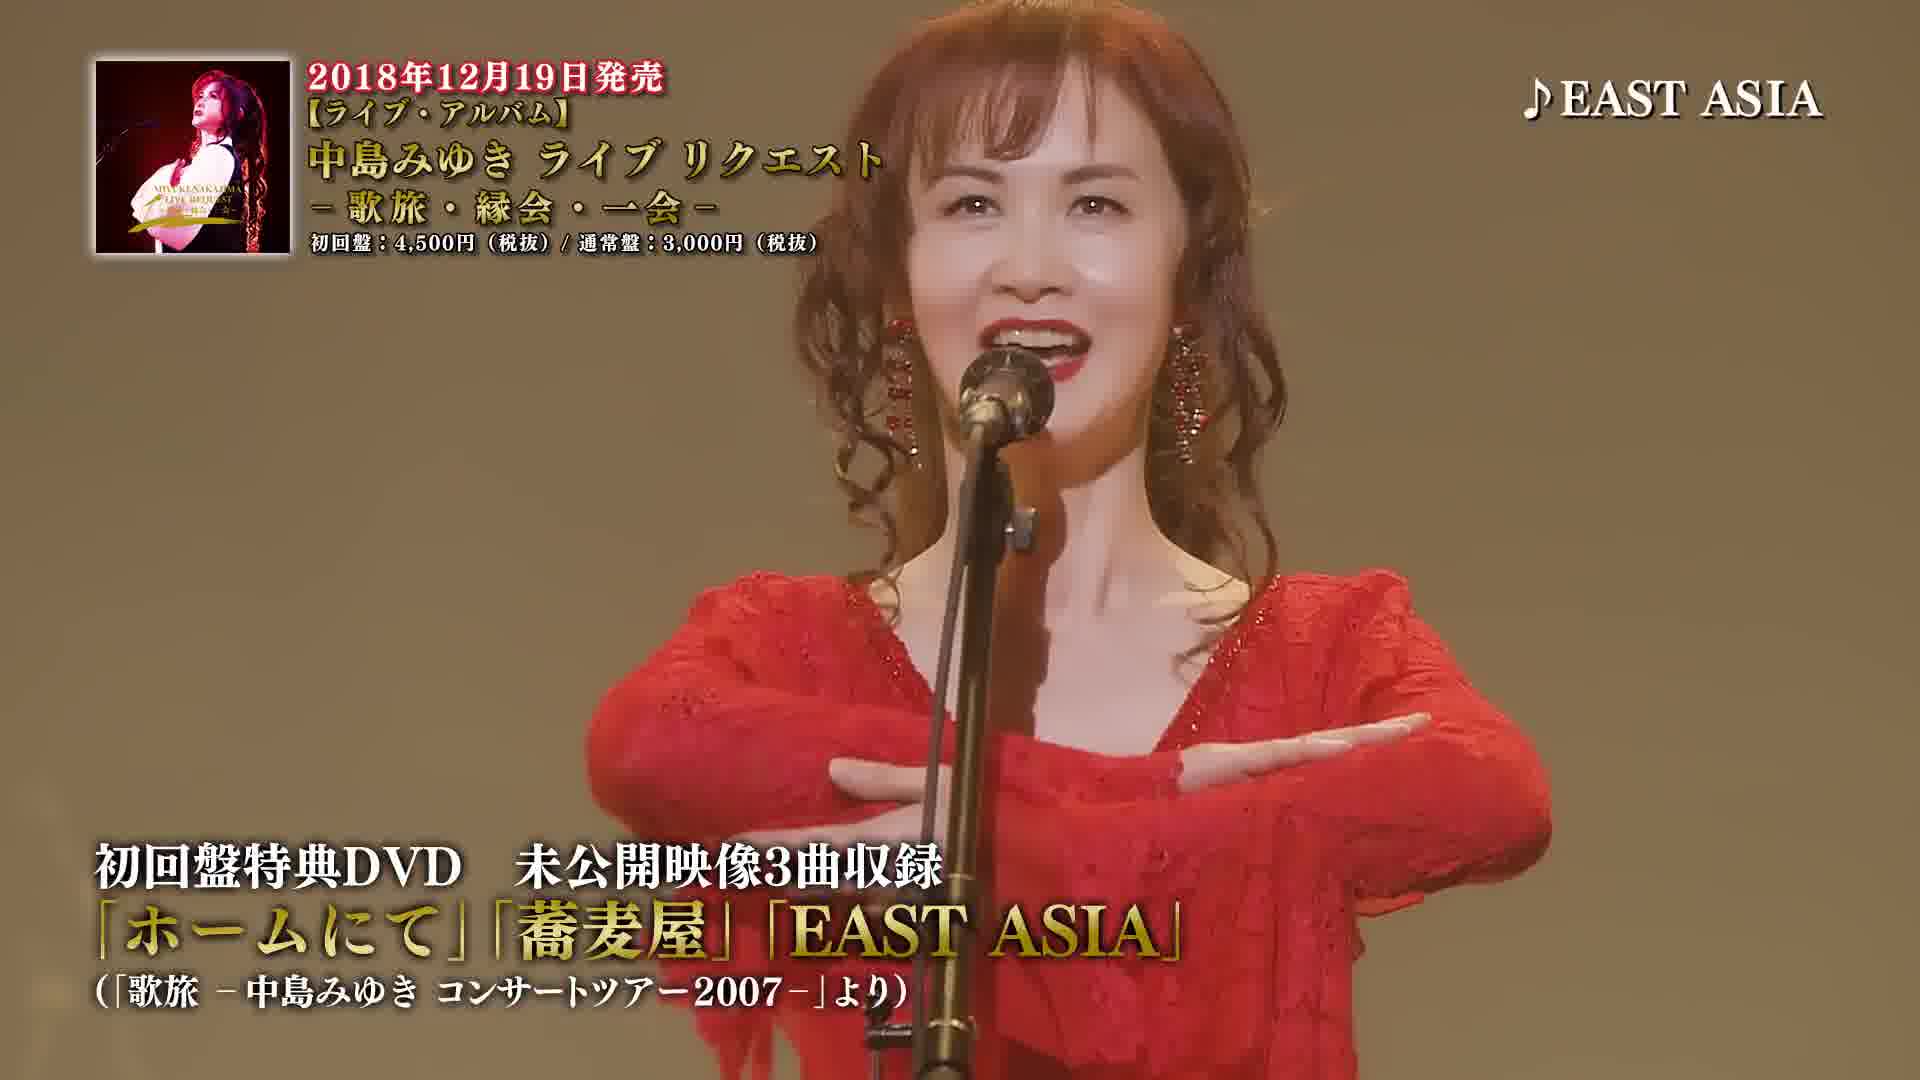 2018年12月19日発売
【ライブ・アルバム】
中島みゆき ライブ リクエスト
－歌旅・縁会・一会－
初回盤：4,500円（税抜）/ 通常盤：3,000円（税抜）
♪EAST ASIA
MIYUKI NAKAJIMA
LIVE REQUEST
初回盤特典DVD　未公開映像3曲収録
「ホームにて」「蕎麦屋」「EAST ASIA」
（「歌旅 －中島みゆき コンサートツアー2007－」より）